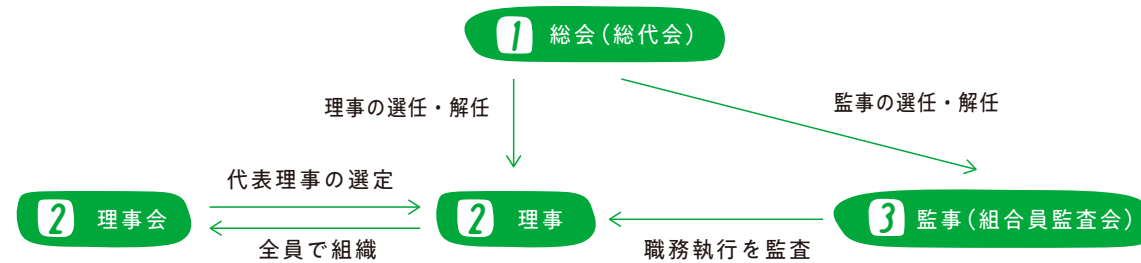 1 総会(総代会)
理事の選任・解任
監事の選任・解任
代表理事の選定
2 理事会
2 理事
3 監事(組合員監査会)
全員で組織
職務執行を監査